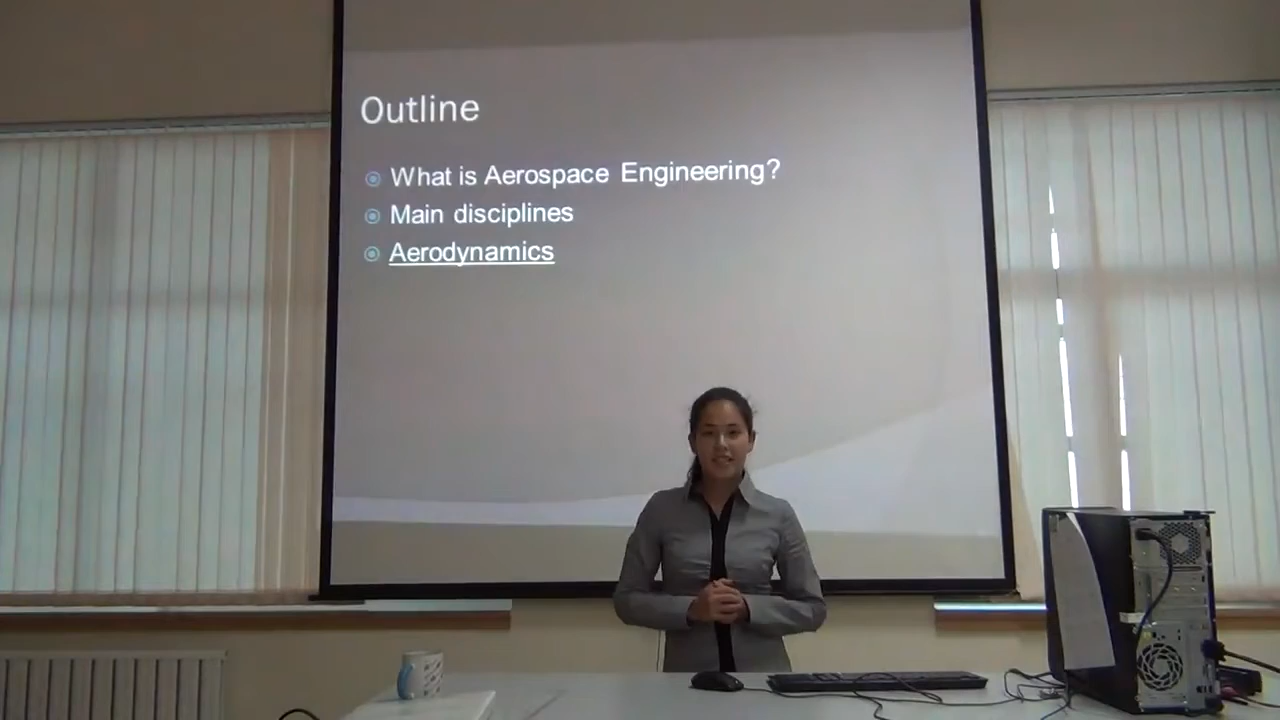 Outline
What is Aerospace Engineering?
Main disciplines
Aerodynamics